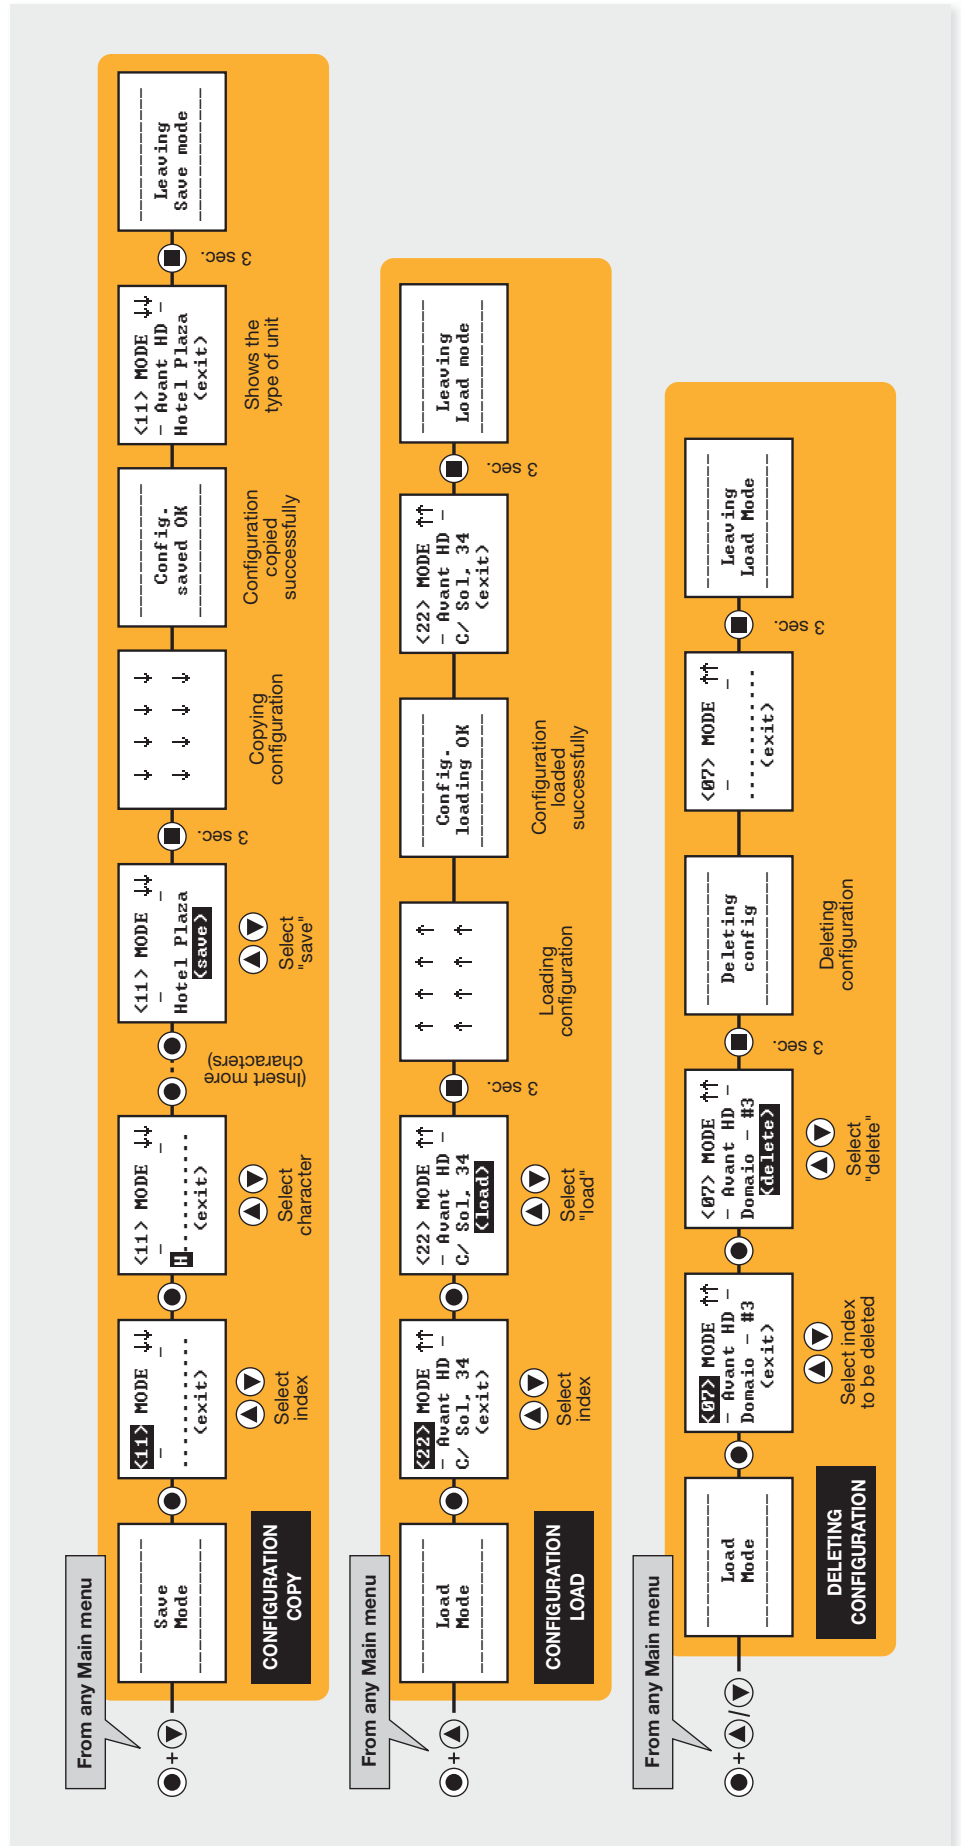 From any Main menu
+
Save
Mode
CONFIGURATION
COPY
<11> MODE ↓↓
-            -
.............
<exit>
Select
index
<11> MODE ↓↓
-            -
H............
<exit>
Select
character
(Insert more
characters)
<11> MODE ↓↓
-            -
Hotel Plaza
<save>
Select
"save"
3 sec.
↓ ↓ ↓ ↓
↓ ↓ ↓ ↓
Copying
configuration
Config.
saved OK
Configuration
copied
successfully
<11> MODE ↓↓
- Avant HD -
Hotel Plaza
<exit>
Shows the
type of unit
3 sec.
Leaving
Save mode
From any Main menu
+
Load
Mode
CONFIGURATION
LOAD
<22> MODE ↑↑
- Avant HD -
C/ Sol, 34
<exit>
Select
index
<22> MODE ↑↑
- Avant HD -
C/ Sol, 34
<load>
Select
"load"
3 sec.
↑ ↑ ↑ ↑
↑ ↑ ↑ ↑
Loading
configuration
Config.
loading OK
Configuration
loaded
successfully
<22> MODE ↑↑
- Avant HD -
C/ Sol, 34
<exit>
3 sec.
Leaving
Load mode
From any Main menu
+ /
Load
Mode
DELETING
CONFIGURATION
<07> MODE ↑↑
- Avant HD -
Domaio - #3
<exit>
Select index
to be deleted
<07> MODE ↑↑
- Avant HD -
Domaio - #3
<delete>
Select
"delete"
3 sec.
Deleting
config
Deleting
configuration
<07> MODE ↑↑
-            -
.............
<exit>
3 sec.
Leaving
Load Mode